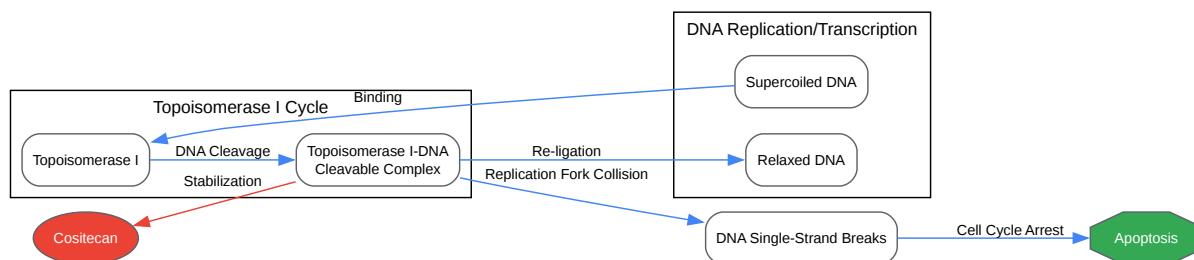 DNA Replication/Transcription
Supercoiled DNA
Binding
Topoisomerase I Cycle
Topoisomerase I
DNA Cleavage
Topoisomerase I-DNA
Cleavable Complex
Re-ligation
Relaxed DNA
Stabilization
Replication Fork Collision
Cositecan
DNA Single-Strand Breaks
Cell Cycle Arrest
Apoptosis